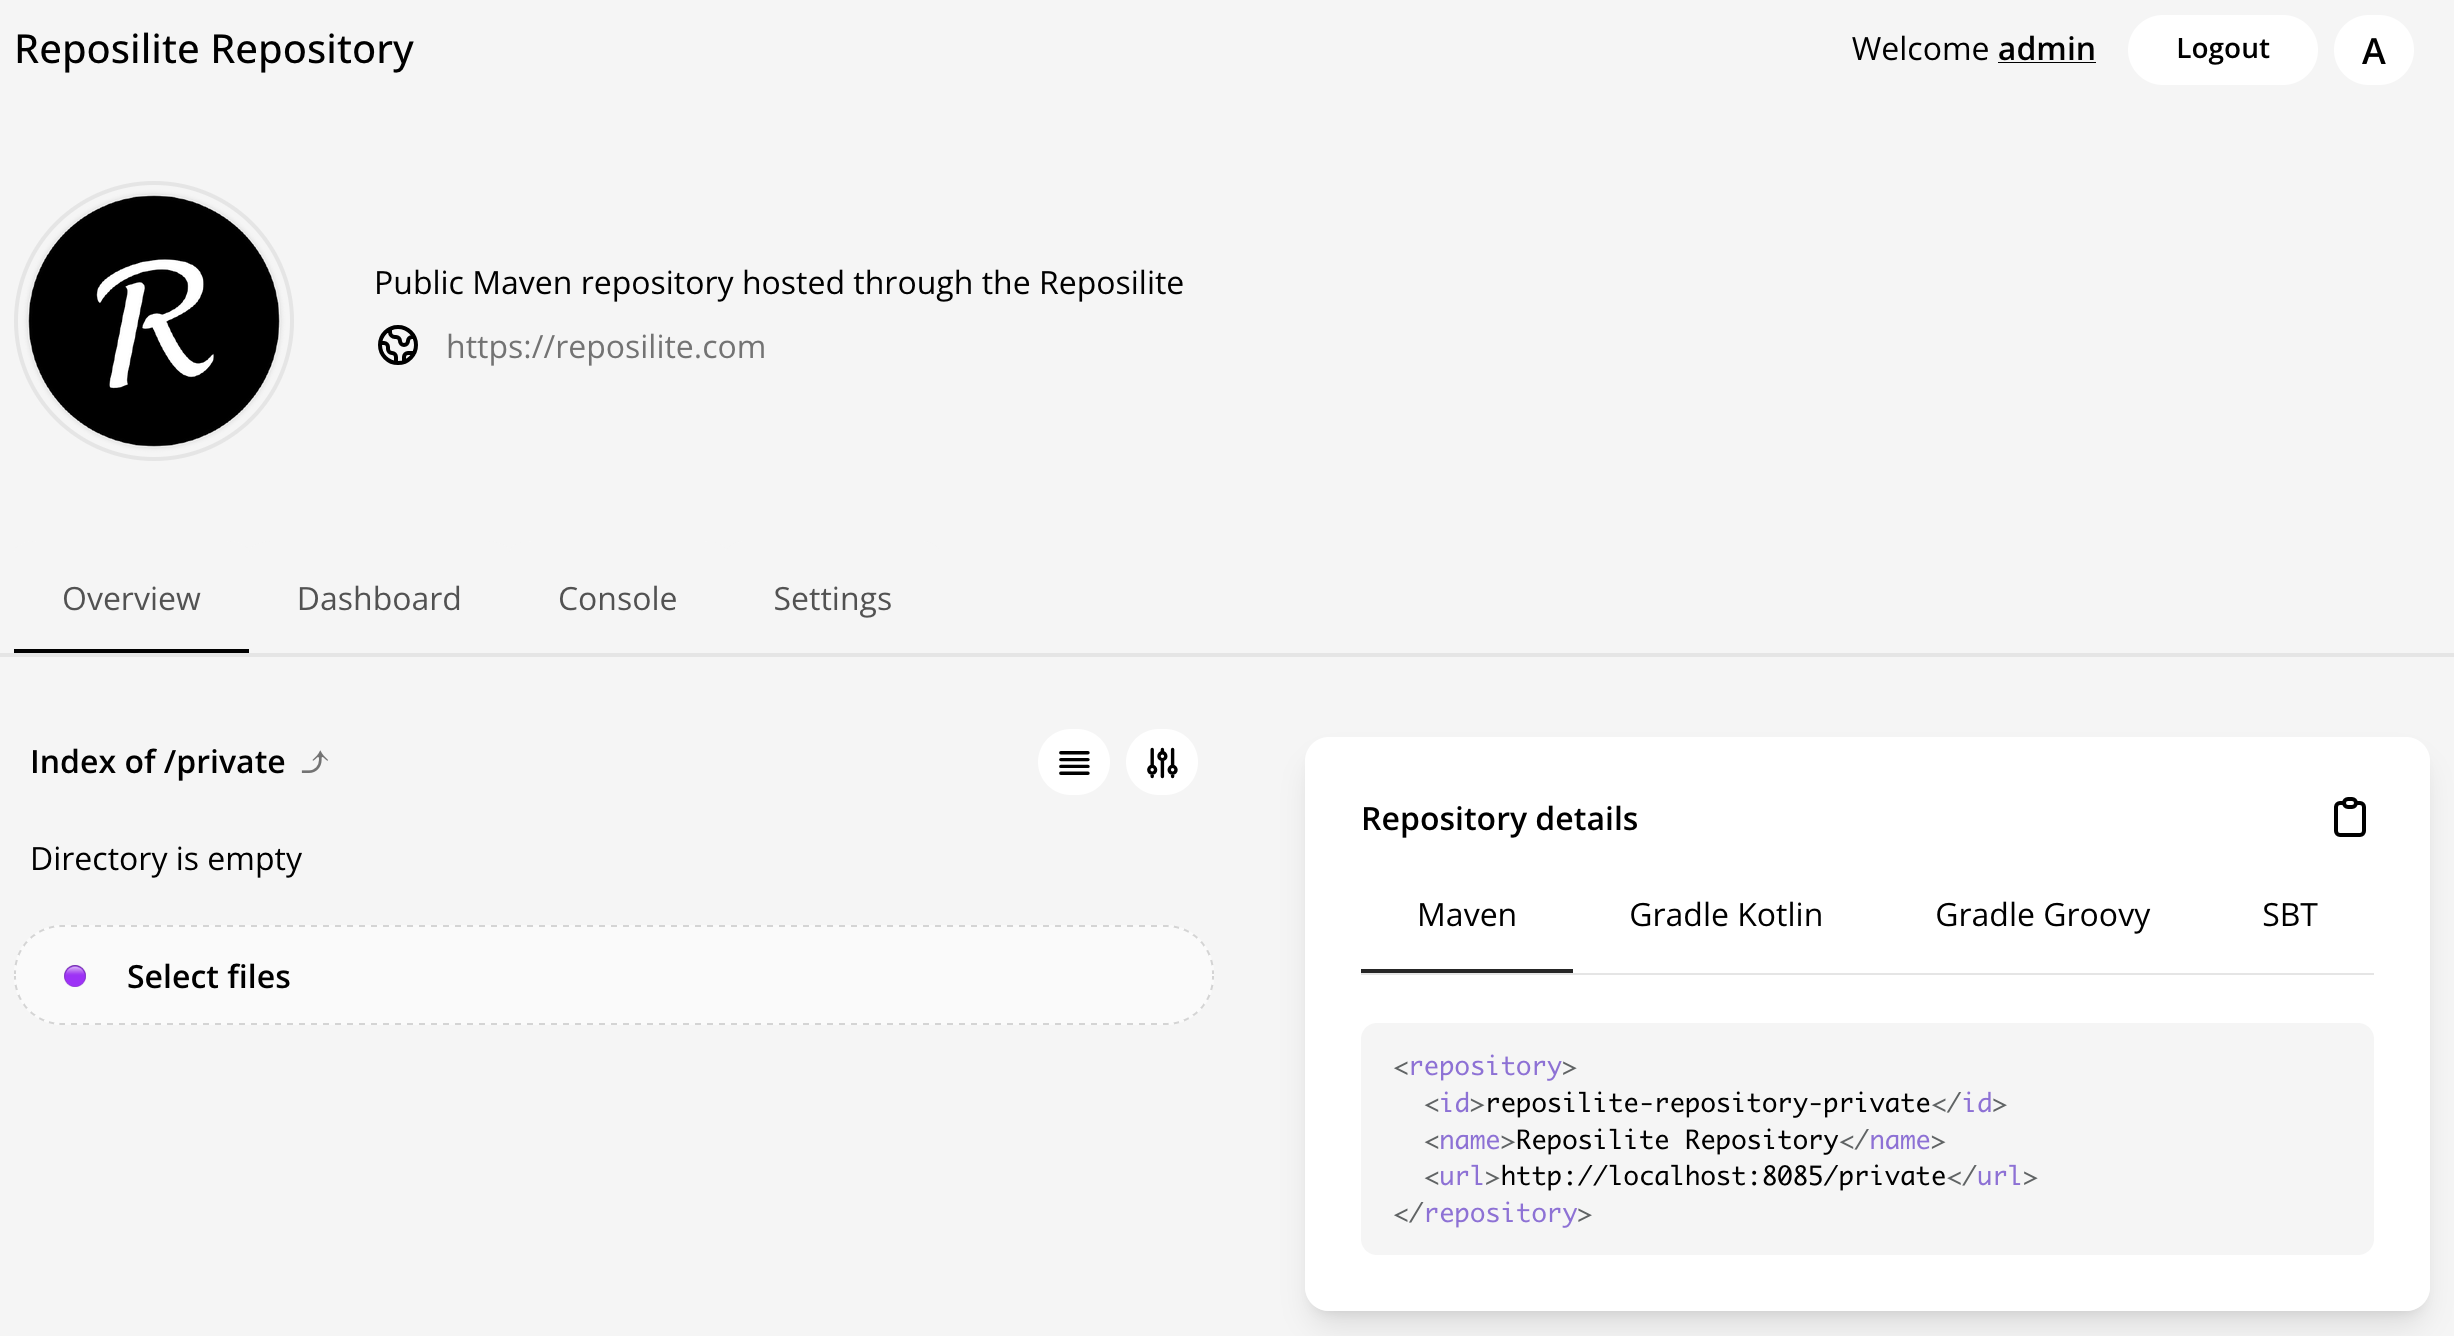 Reposilite Repository
Welcome admin
Logout
A
R
Public Maven repository hosted through the Reposilite
https://reposilite.com
Overview
Dashboard
Console
Settings
Index of /private
Directory is empty
Select files
Repository details
Maven
Gradle Kotlin
Gradle Groovy
SBT
<repository>
  <id>reposilite-repository-private</id>
  <name>Reposilite Repository</name>
  <url>http://localhost:8085/private</url>
</repository>